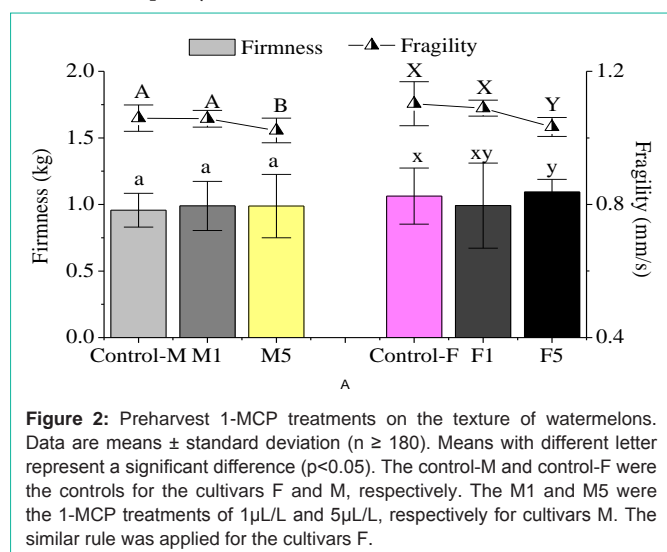 Firmness Fragility
2.0
1.5
1.0
0.5
0.0
Firmness (kg)
1.2
0.8
0.4
Fragility (mm/s)
A A B X X Y
a a a x xy y
Control-M M1 M5 Control-F F1 F5
A
Figure 2: Preharvest 1-MCP treatments on the texture of watermelons.
Data are means ± standard deviation (n ≥ 180). Means with different letter
represent a significant difference (p<0.05). The control-M and control-F were
the controls for the cultivars F and M, respectively. The M1 and M5 were
the 1-MCP treatments of 1μL/L and 5μL/L, respectively for cultivars M. The
similar rule was applied for the cultivars F.